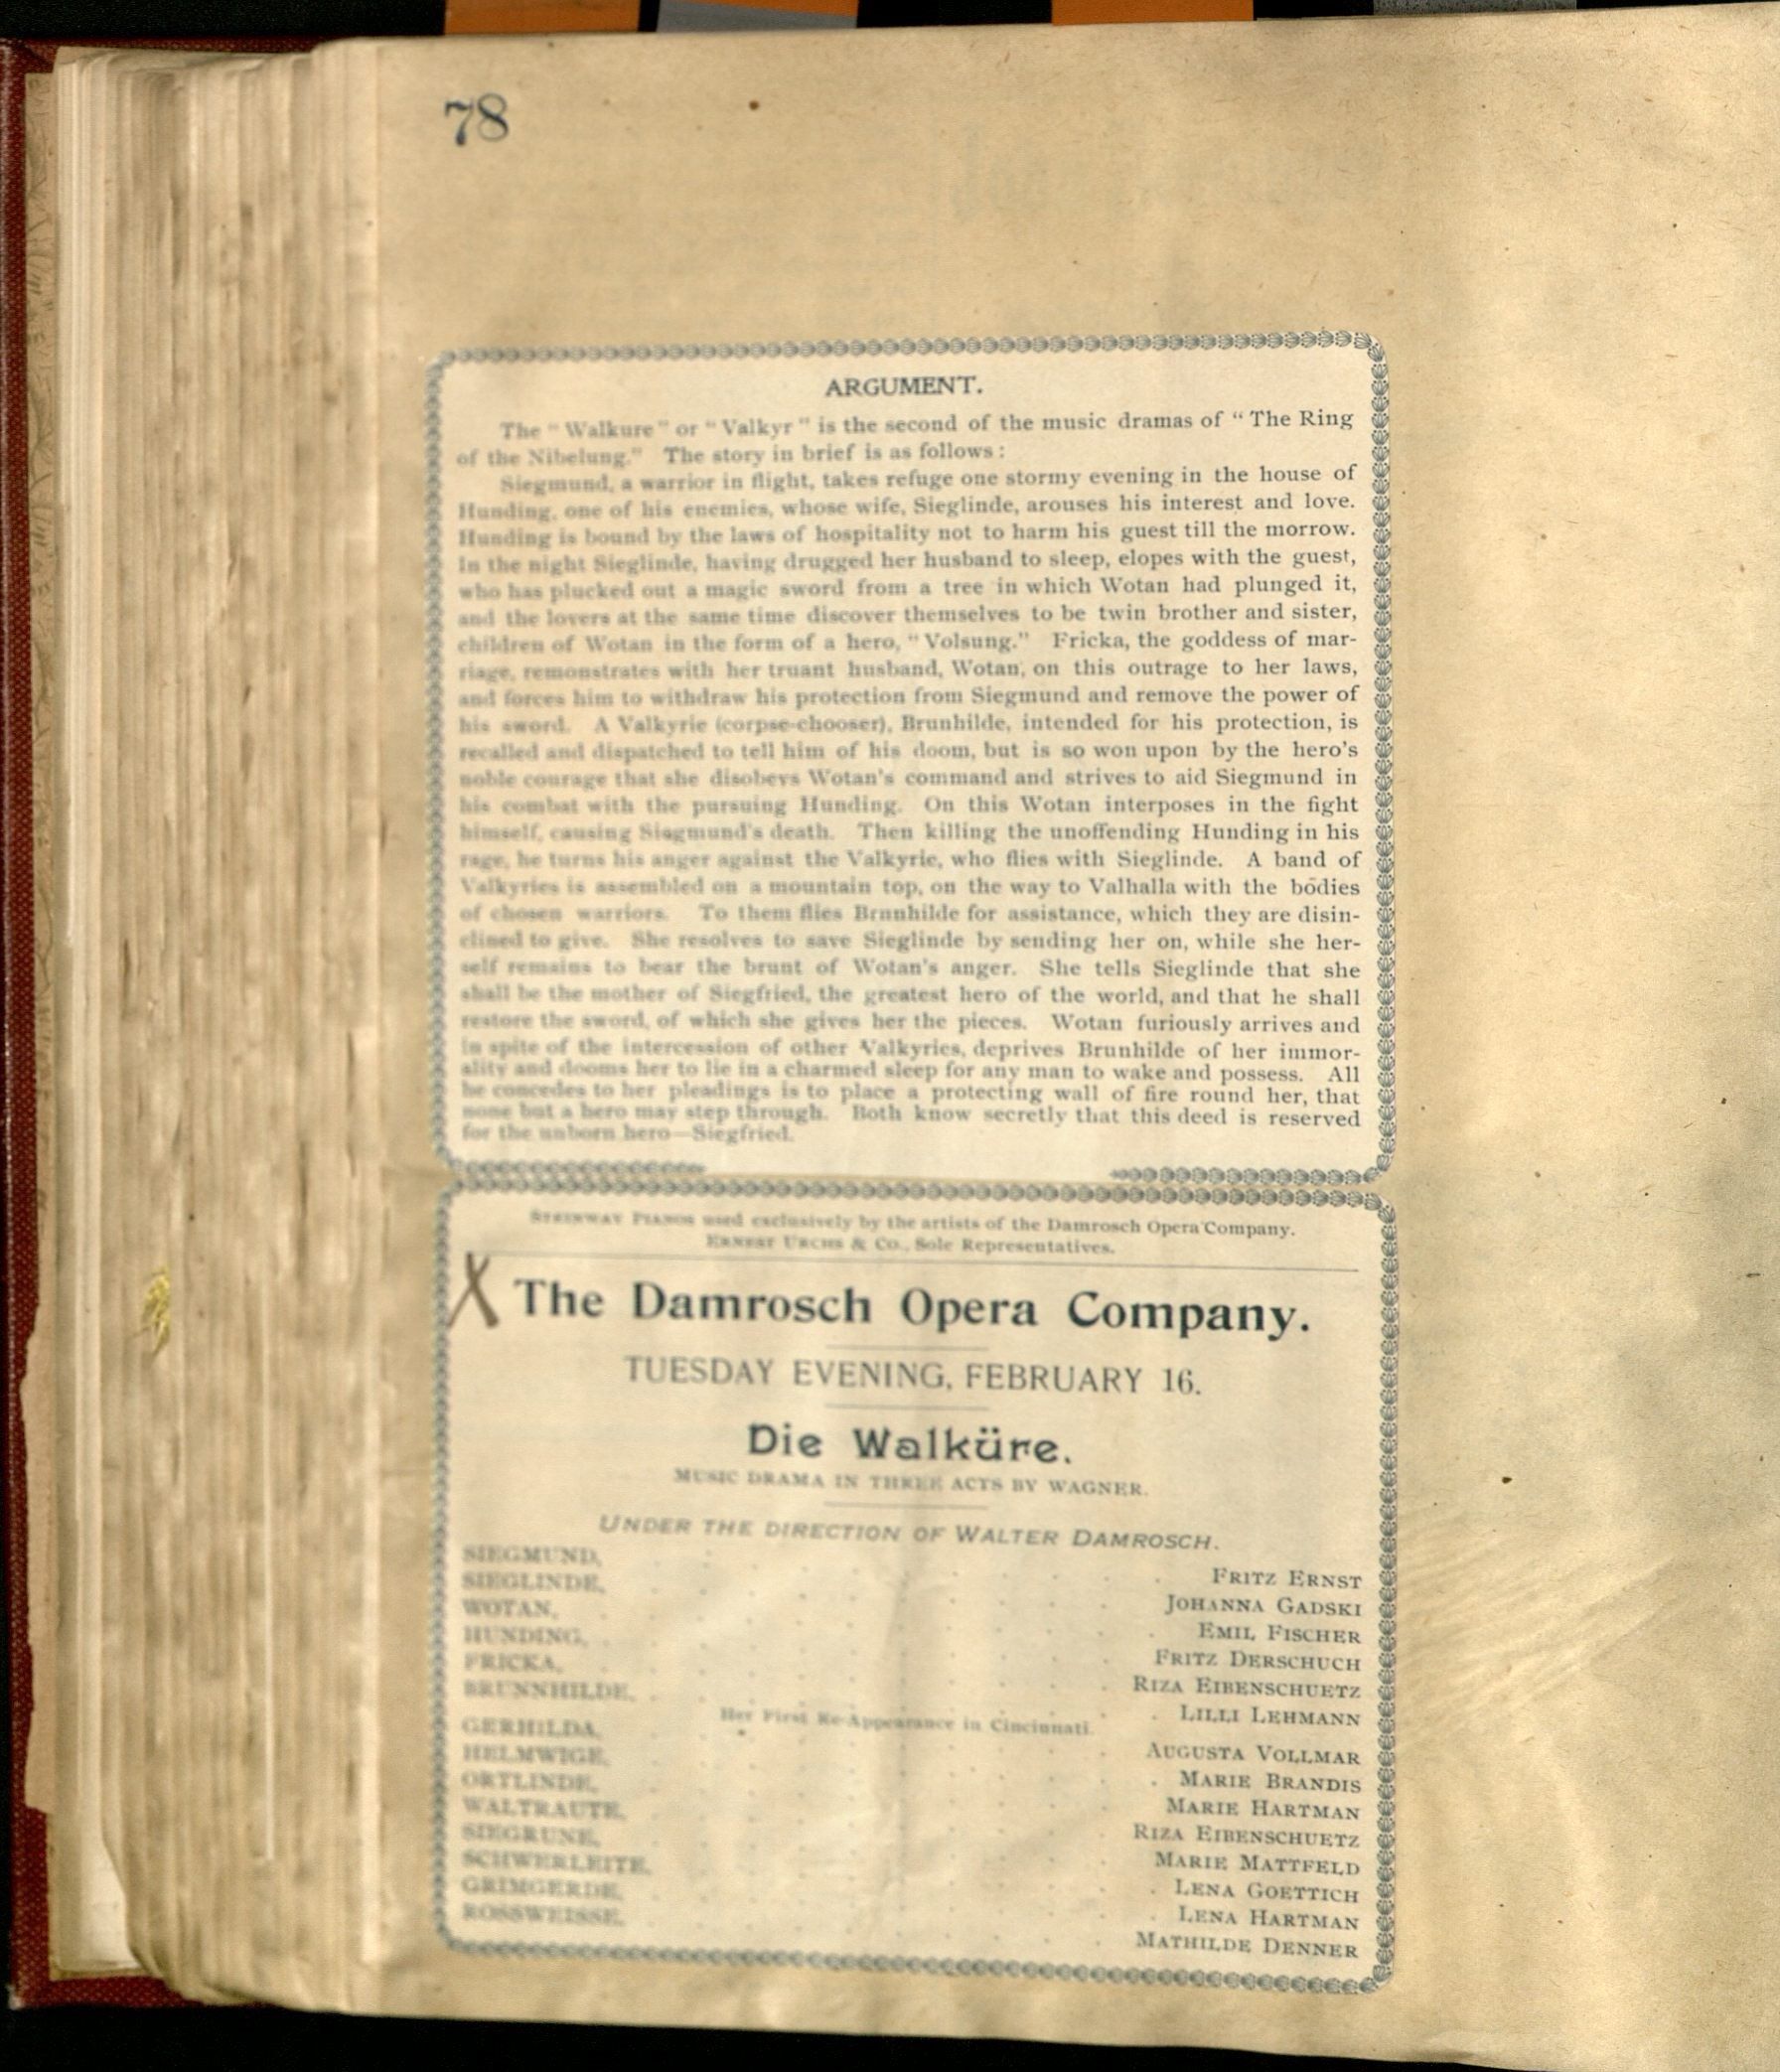 78
ARGUMENT.
The "Walkure" or "Valkyr" is the second of the music dramas of "The Ring
of the Nibelung." The story in brief is as follows:
Siegmund, a warrior in flight, takes refuge one stormy evening in the house of
Hunding, one of his enemies, whose wife, Sieglinde, arouses his interest and love.
Hunding is bound by the laws of hospitality not to harm his guest till the morrow.
In the night Sieglinde, having drugged her husband to sleep, elopes with the guest,
who has plucked out a magic sword from a tree in which Wotan had plunged it,
and the lovers at the same time discover themselves to be twin brother and sister,
children of Wotan in the form of a hero, "Volsung." Fricka, the goddess of mar-
riage, remonstrates with her truant husband, Wotan, on this outrage to her laws,
and forces him to withdraw his protection from Siegmund and remove the power of
his sword. A Valkyrie (corpse-chooser), Brunhilde, intended for his protection, is
recalled and dispatched to tell him of his doom, but is so won upon by the hero's
noble courage that she disobeys Wotan's command and strives to aid Siegmund in
his combat with the pursuing Hunding. On this Wotan interposes in the fight
himself, causing Siegmund's death. Then killing the unoffending Hunding in his
rage, he turns his anger against the Valkyrie, who flies with Sieglinde. A band of
Valkyries is assembled on a mountain top, on the way to Valhalla with the bodies
of chosen warriors. To them flies Brunhilde for assistance, which they are disin-
clined to give. She resolves to save Sieglinde by sending her on, while she her-
self remains to bear the brunt of Wotan's anger. She tells Sieglinde that she
shall be the mother of Siegfried, the greatest hero of the world, and that he shall
restore the sword, of which she gives her the pieces. Wotan furiously arrives and
in spite of the intercession of other Valkyries, deprives Brunhilde of her immor-
ality and dooms her to lie in a charmed sleep for any man to wake and possess. All
he concedes to her pleadings is to place a protecting wall of fire round her, that
none but a hero may step through. Both know secretly that this deed is reserved
for the unborn hero—Siegfried.
STEINWAY PIANOS used exclusively by the artists of the Damrosch Opera Company.
ERNEST URCHS & CO., Sole Representatives.
X The Damrosch Opera Company.
TUESDAY EVENING, FEBRUARY 16.
Die Walküre.
MUSIC DRAMA IN THREE ACTS BY WAGNER.
UNDER THE DIRECTION OF WALTER DAMROSCH.
SIEGMUND, FRITZ ERNST
SIEGLINDE, JOHANNA GADSKI
WOTAN, EMIL FISCHER
HUNDING, FRITZ DERSCHUCH
FRICKA, RIZA EIBENSCHUETZ
BRUNNHILDE, LILLI LEHMANN
Her First Re-Appearance in Cincinnati.
GERHILDA, AUGUSTA VOLLMAR
HELMWIGE, MARIE BRANDIS
ORTLINDE, MARIE HARTMAN
WALTRAUTE, RIZA EIBENSCHUETZ
SIEGRUNE, MARIE MATTFELD
SCHWERLEITE, LENA GOETTICH
GRIMGERDE, LENA HARTMAN
ROSSWEISSE, MATHILDE DENNER